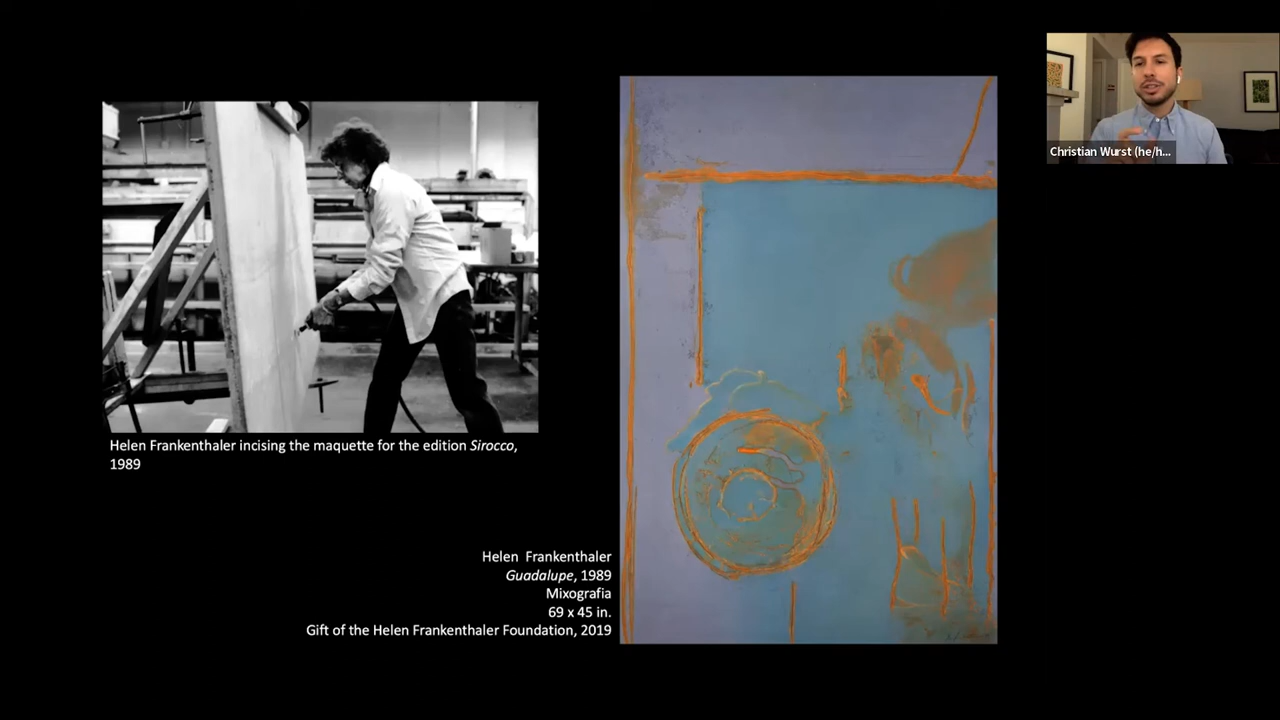 Helen Frankenthaler incising the maquette for the edition Sirocco,
1989
Helen Frankenthaler
Guadalupe, 1989
Mixografia
69 x 45 in.
Gift of the Helen Frankenthaler Foundation, 2019
Christian Wurst (he/h...